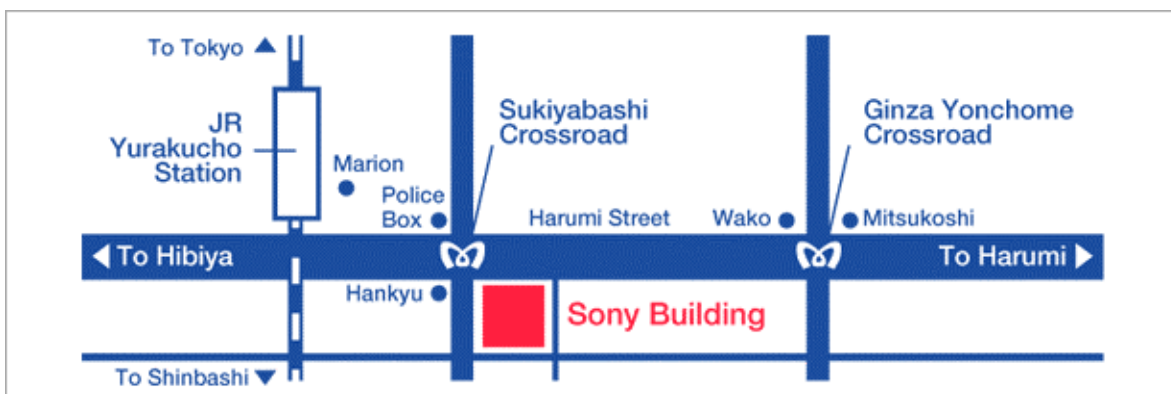 To Tokyo
JR
Yurakucho
Station
Marion
Police
Box
Sukiyabashi
Crossroad
Ginza Yonchome
Crossroad
Harumi Street
Wako
Mitsukoshi
To Hibiya
To Harumi
Hankyu
Sony Building
To Shinbashi